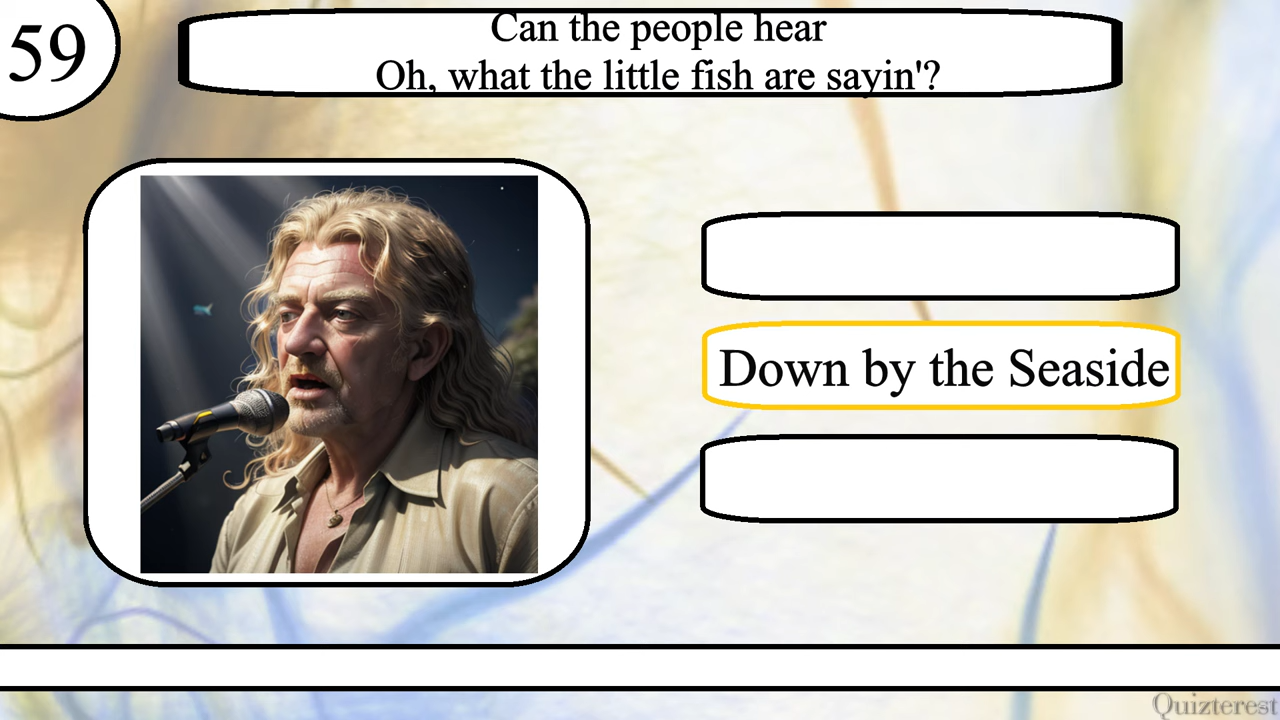 59
Can the people hear
Oh, what the little fish are sayin'?
Down by the Seaside
Quizterest